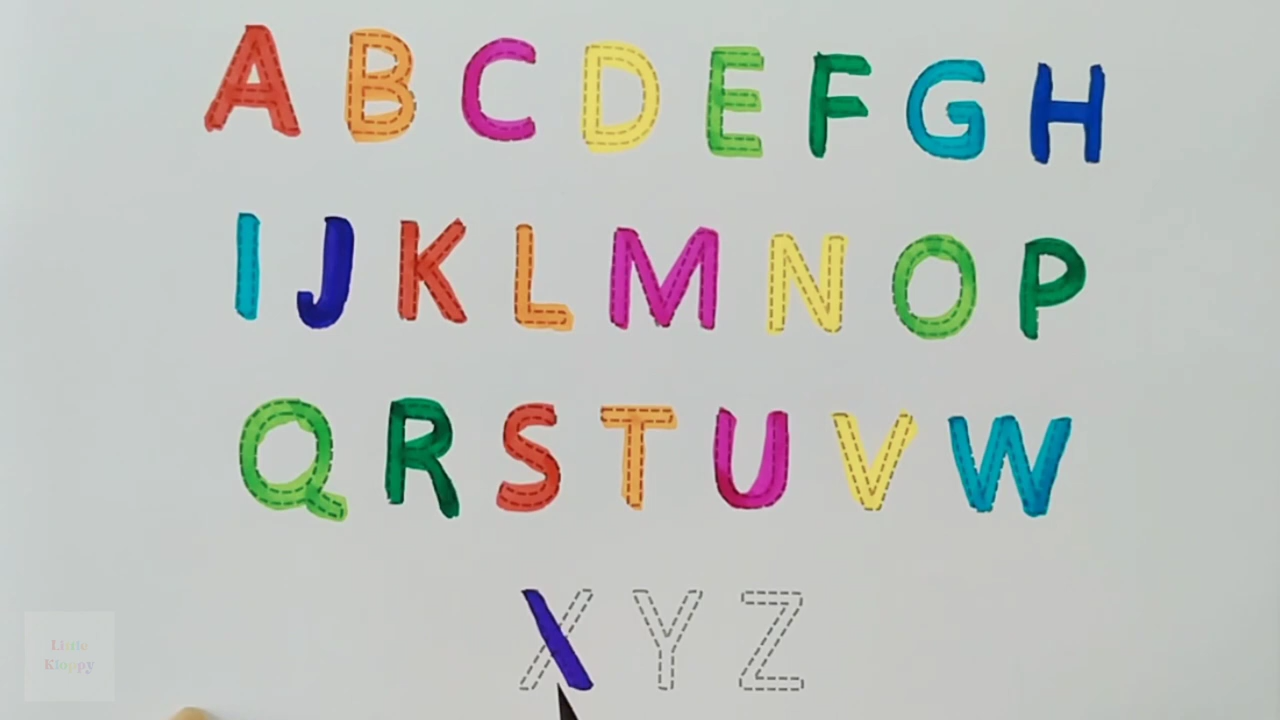 A B C D E F G H
I J K L M N O P
Q R S T U V W
X Y Z
Little
Kloppy